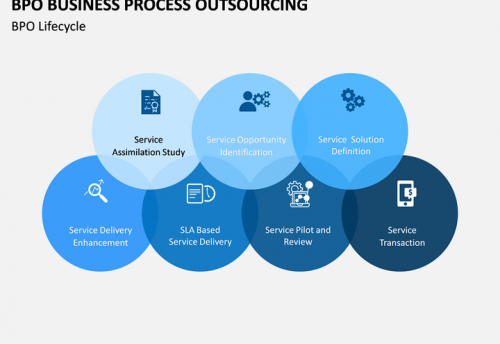 BPO BUSINESS PROCESS OUTSOURCING
BPO Lifecycle
Service
Assimilation Study
Service Opportunity
Identification
Service Solution
Definition
Service Delivery
Enhancement
SLA Based
Service Delivery
Service Pilot and
Review
Service
Transaction
$